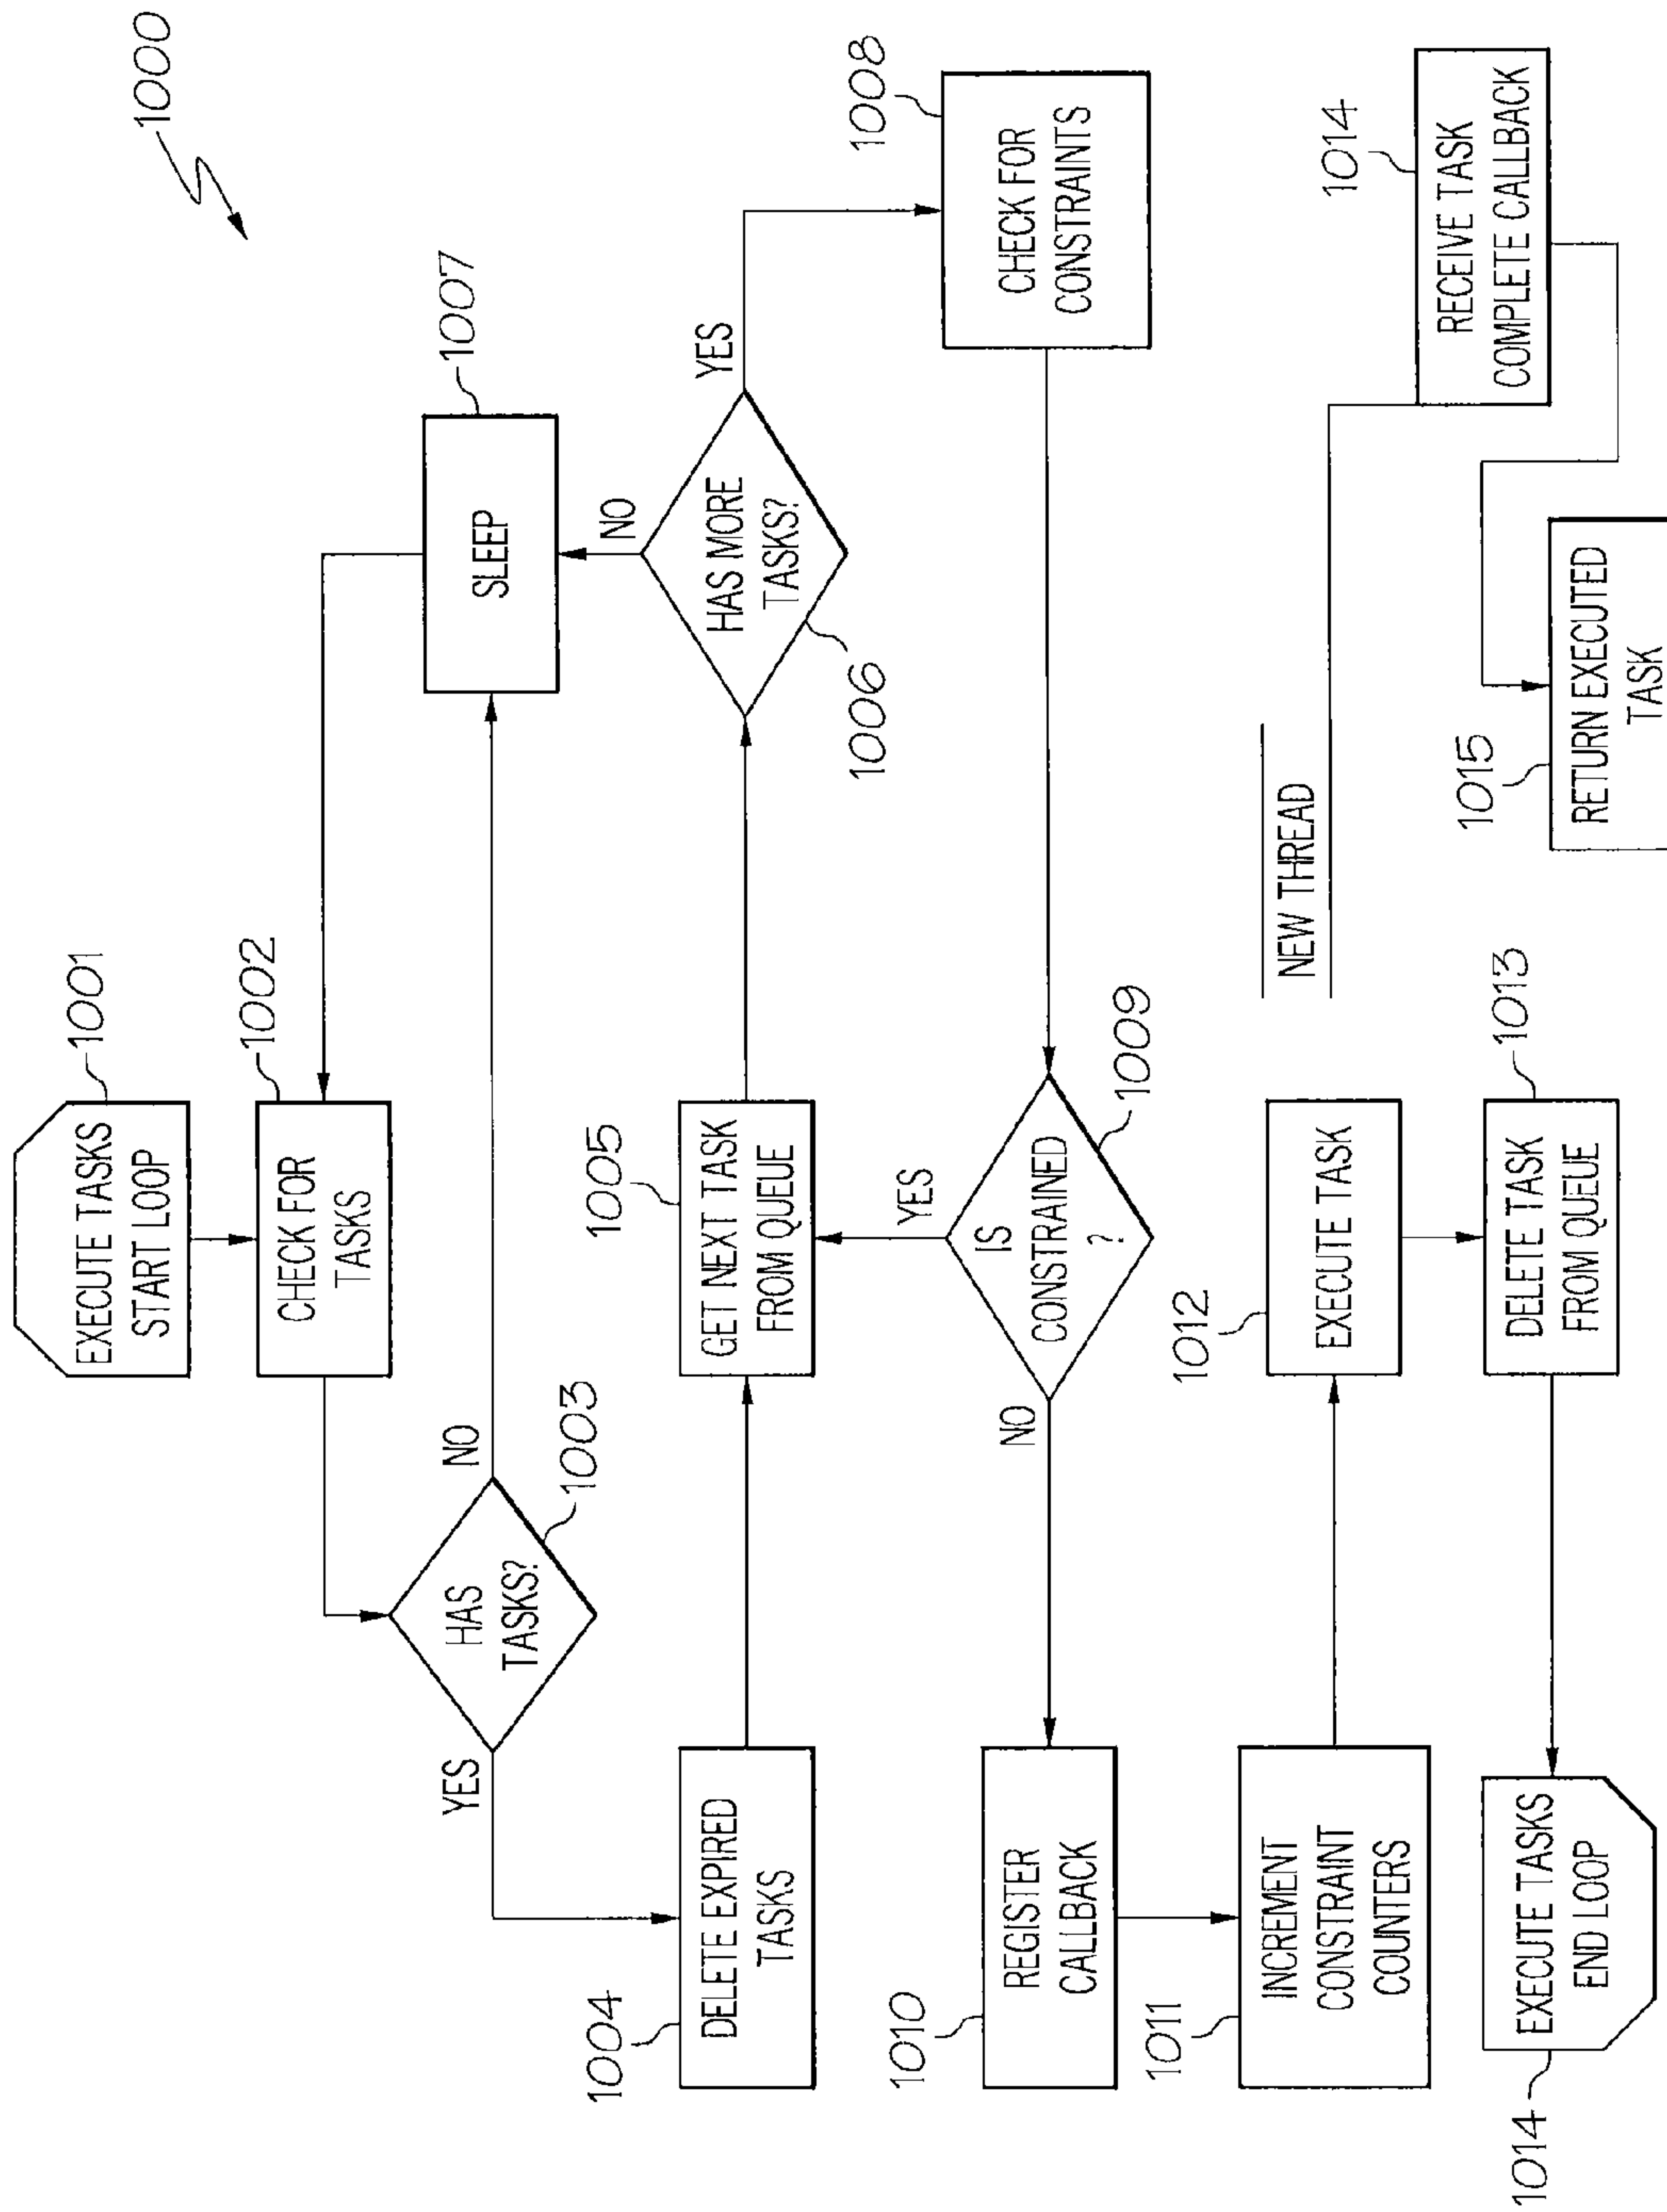 1000
EXECUTE TASKS
START LOOP
1001
CHECK FOR
TASKS
1002
HAS
TASKS?
1003
NO
YES
SLEEP
1007
DELETE EXPIRED
TASKS
1004
GET NEXT TASK
FROM QUEUE
1005
HAS MORE
TASKS?
1006
NO
YES
CHECK FOR
CONSTRAINTS
1008
IS
CONSTRAINED
?
1009
YES
NO
REGISTER
CALLBACK
1010
INCREMENT
CONSTRAINT
COUNTERS
1011
EXECUTE TASK
1012
DELETE TASK
FROM QUEUE
1013
EXECUTE TASKS
END LOOP
1014
NEW THREAD
RECEIVE TASK
COMPLETE CALLBACK
1014
RETURN EXECUTED
TASK
1015